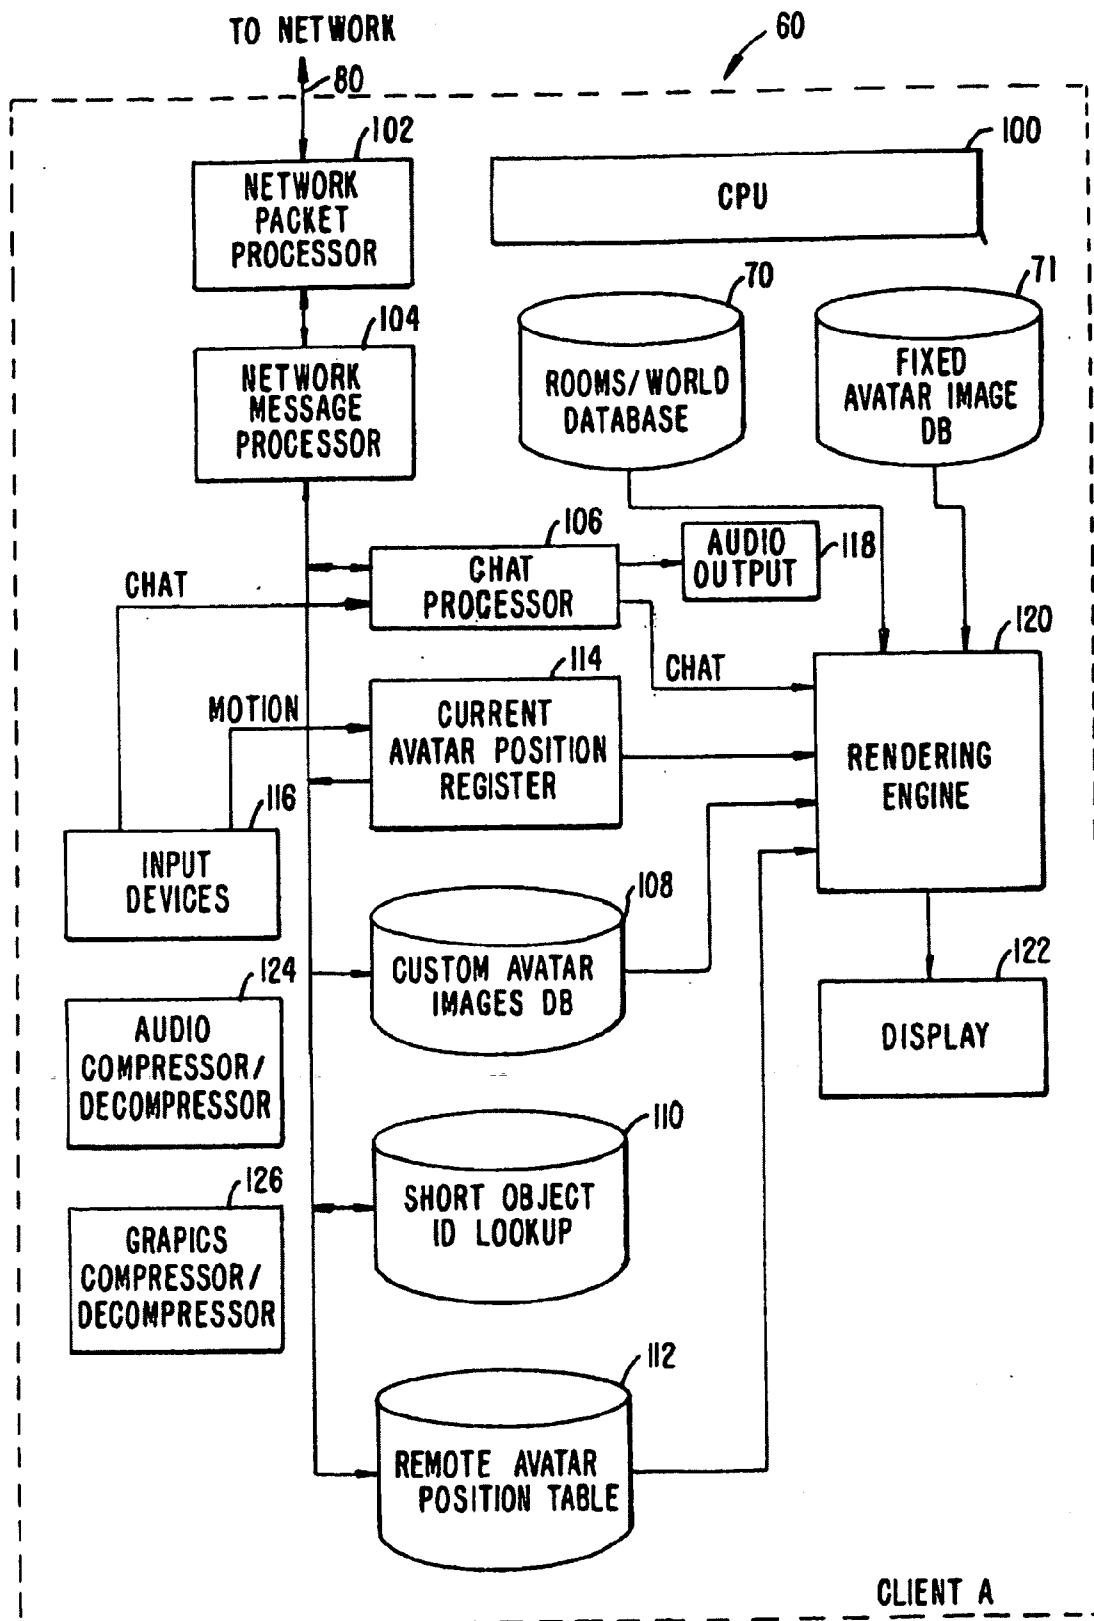 TO NETWORK
60
80
102
100
NETWORK
PACKET
PROCESSOR
CPU
70
71
104
NETWORK
MESSAGE
PROCESSOR
ROOMS/WORLD
DATABASE
FIXED
AVATAR IMAGE
DB
106
CHAT
CHAT
PROCESSOR
AUDIO
OUTPUT
118
120
114
CHAT
MOTION
CURRENT
AVATAR POSITION
REGISTER
RENDERING
ENGINE
116
INPUT
DEVICES
108
CUSTOM AVATAR
IMAGES DB
122
DISPLAY
124
AUDIO
COMPRESSOR/
DECOMPRESSOR
110
SHORT OBJECT
ID LOOKUP
126
GRAPICS
COMPRESSOR/
DECOMPRESSOR
112
REMOTE AVATAR
POSITION TABLE
CLIENT A